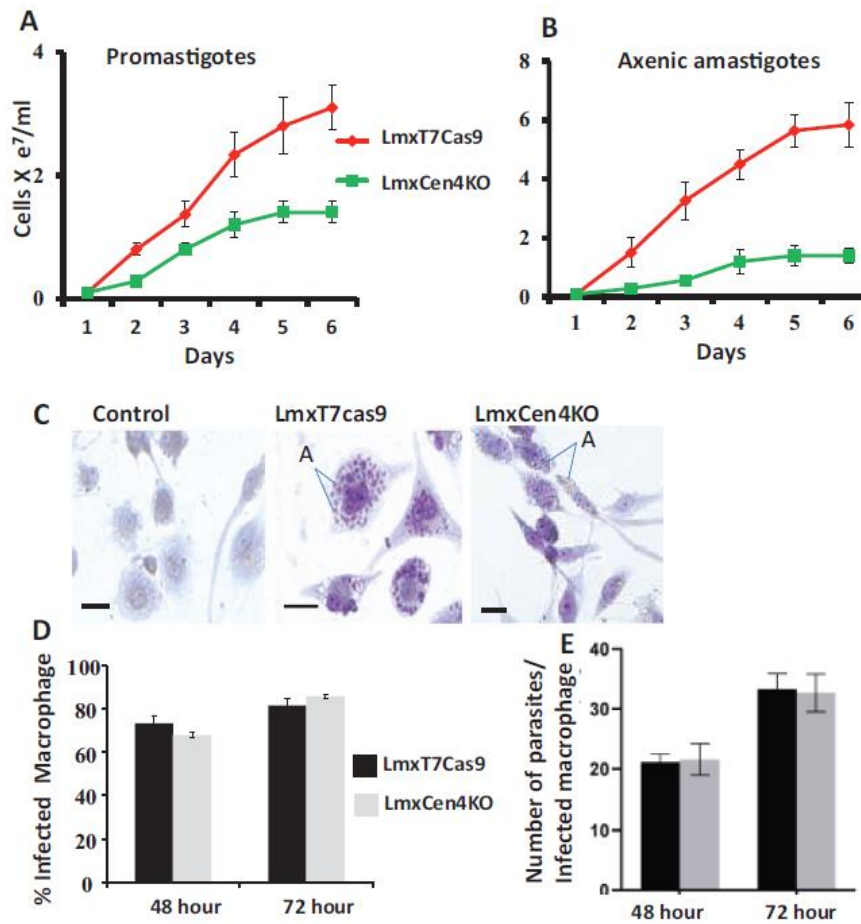 A
Promastigotes
Cells X e⁷/ml
4
2
0
1 2 3 4 5 6
Days
LmxT7Cas9
LmxCen4KO
B
Axenic amastigotes
8
6
4
2
0
1 2 3 4 5 6
Days
C
Control
LmxT7cas9
LmxCen4KO
A
A
D
% Infected Macrophage
100
80
60
40
20
0
48 hour
72 hour
LmxT7Cas9
LmxCen4KO
E
Number of parasites/
Infected macrophage
40
30
20
10
0
48 hour
72 hour